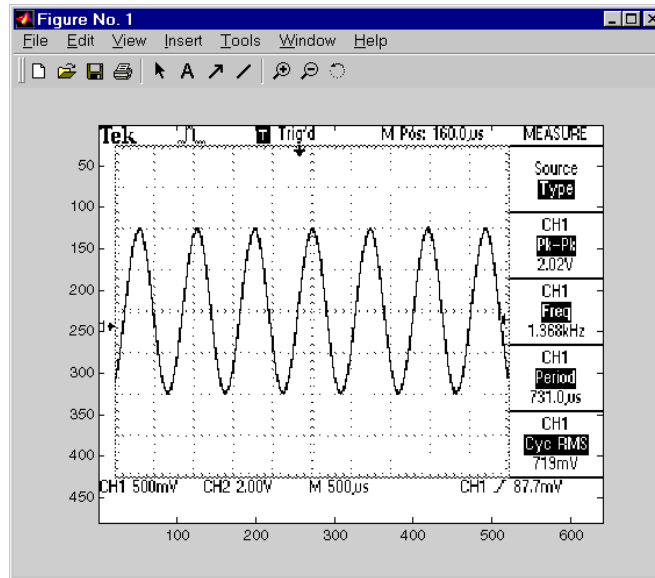 Figure No. 1
File Edit View Insert Tools Window Help
A
Tek T Trig'd M Pos: 160.0µs MEASURE
Source
Type
CH1
Pk-Pk
2.02V
CH1
Freq
1.368kHz
CH1
Period
731.0µs
CH1
Cyc RMS
719mV
CH1 500mV CH2 2.00V M 500µs CH1 87.7mV
50
100
150
200
250
300
350
400
450
100 200 300 400 500 600